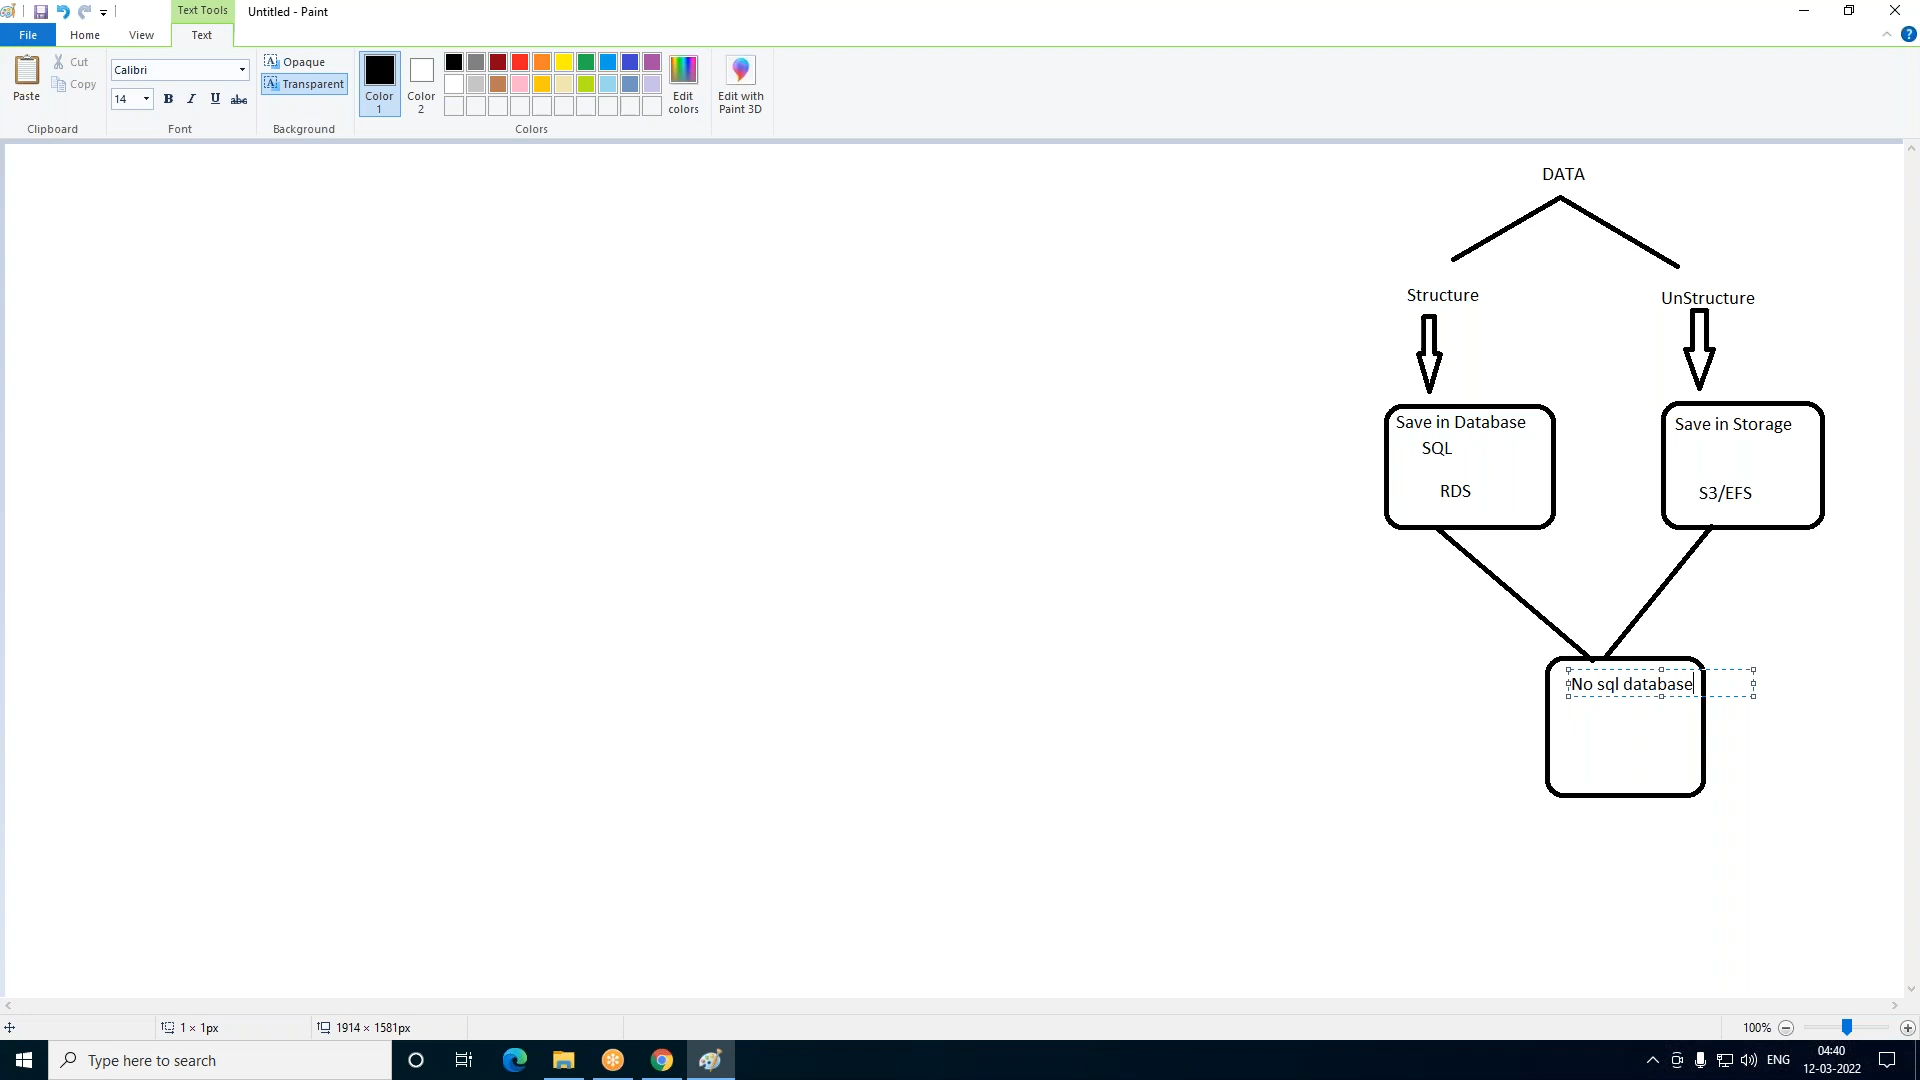 Text Tools
Untitled - Paint
File
Home
View
Text
Paste
Cut
Copy
Clipboard
Calibri
14
B
I
U
abc
Font
Opaque
Transparent
Background
Color
1
Color
2
Edit
colors
Colors
Edit with
Paint 3D
DATA
Structure
UnStructure
Save in Database
SQL
RDS
Save in Storage
S3/EFS
No sql database
1 × 1px
1914 × 1581px
100%
Type here to search
ENG
04:40
12-03-2022